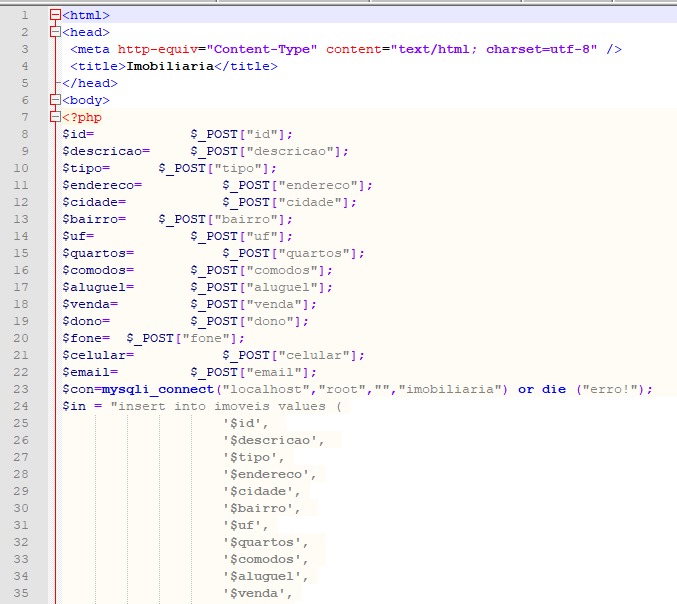 1 <html>
2 <head>
3 <meta http-equiv="Content-Type" content="text/html; charset=utf-8" />
4 <title>Imobiliaria</title>
5 </head>
6 <body>
7 <?php
8 $id= $_POST["id"];
9 $descricao= $_POST["descricao"];
10 $tipo= $_POST["tipo"];
11 $endereco= $_POST["endereco"];
12 $cidade= $_POST["cidade"];
13 $bairro= $_POST["bairro"];
14 $uf= $_POST["uf"];
15 $quartos= $_POST["quartos"];
16 $comodos= $_POST["comodos"];
17 $aluguel= $_POST["aluguel"];
18 $venda= $_POST["venda"];
19 $dono= $_POST["dono"];
20 $fone= $_POST["fone"];
21 $celular= $_POST["celular"];
22 $email= $_POST["email"];
23 $con=mysqli_connect("localhost","root","","imobiliaria") or die ("erro!");
24 $in = "insert into imoveis values (
25 '$id',
26 '$descricao',
27 '$tipo',
28 '$endereco',
29 '$cidade',
30 '$bairro',
31 '$uf',
32 '$quartos',
33 '$comodos',
34 '$aluguel',
35 '$venda',